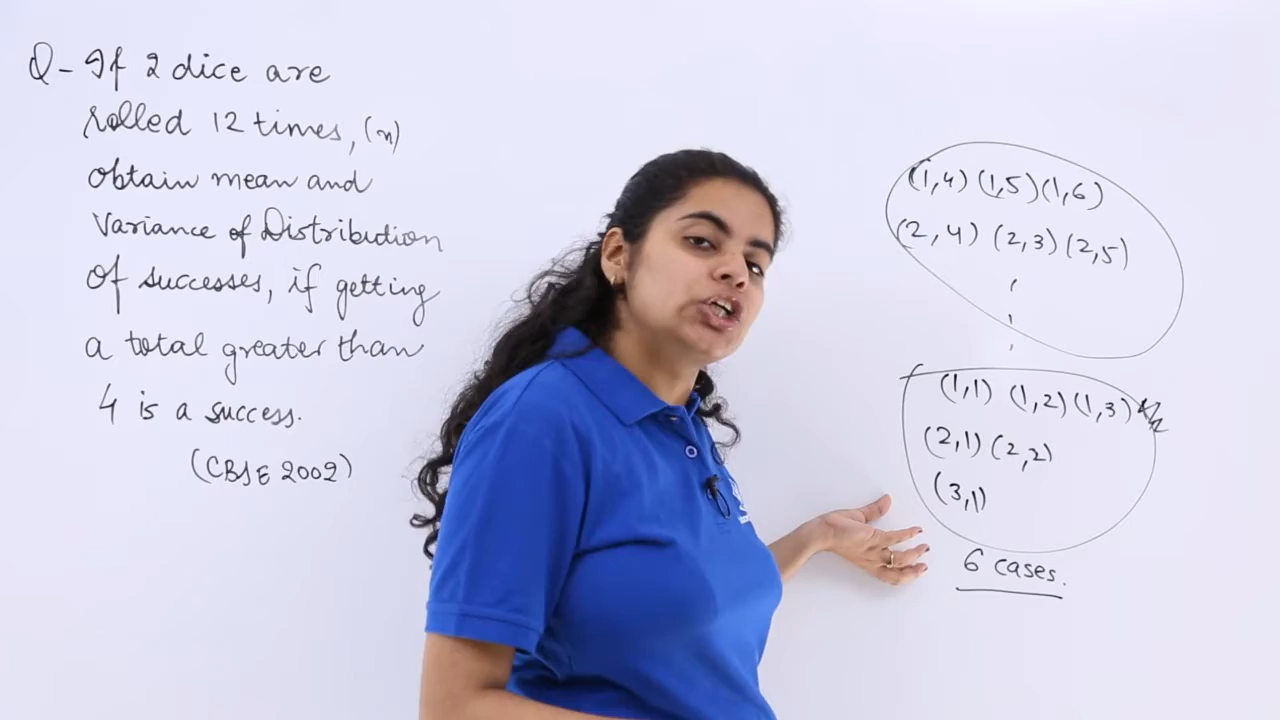 Q- If 2 dice are
rolled 12 times, (n)
obtain mean and
Variance of Distribution
of successes, if getting
a total greater than
4 is a success.
(CBSE 2002)
(1,4) (1,5) (1,6)
(2,4) (2,3) (2,5)
(1,1) (1,2) (1,3)
(2,1) (2,2)
(3,1)
6 cases.